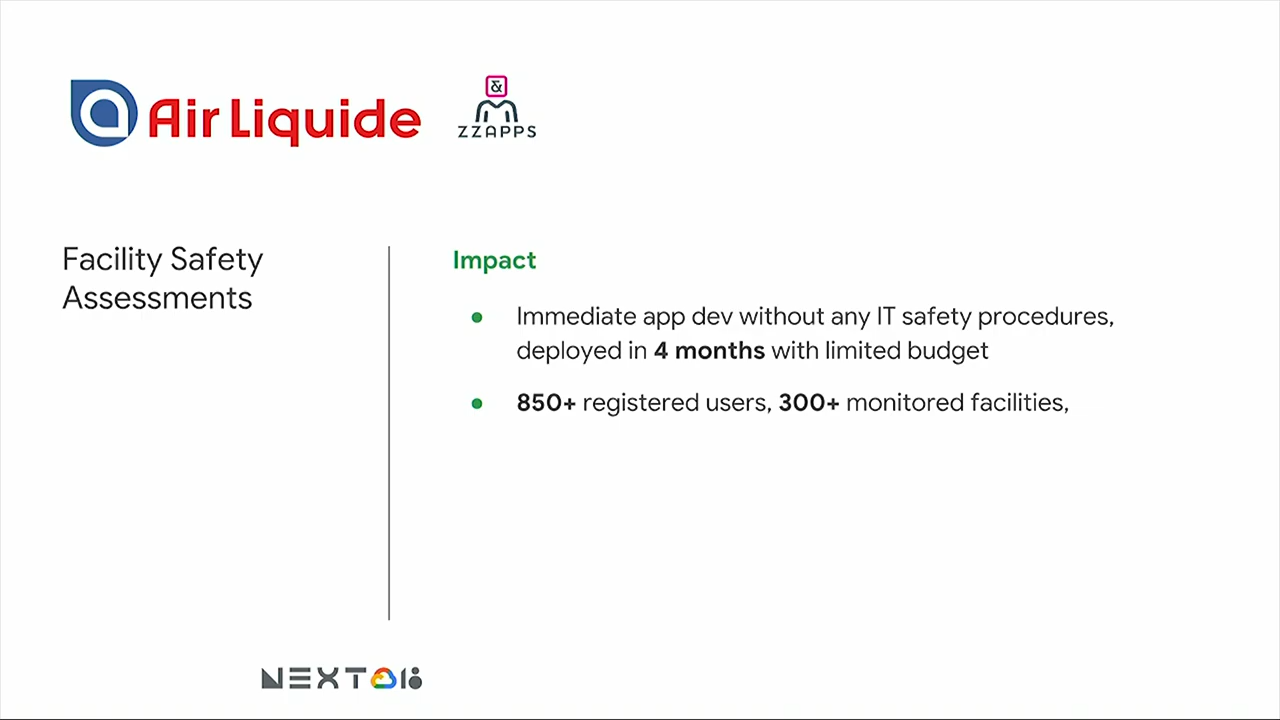 Air Liquide
&
ZZAPPS
Facility Safety
Assessments
Impact
Immediate app dev without any IT safety procedures,
deployed in 4 months with limited budget
850+ registered users, 300+ monitored facilities,
NEXT 18